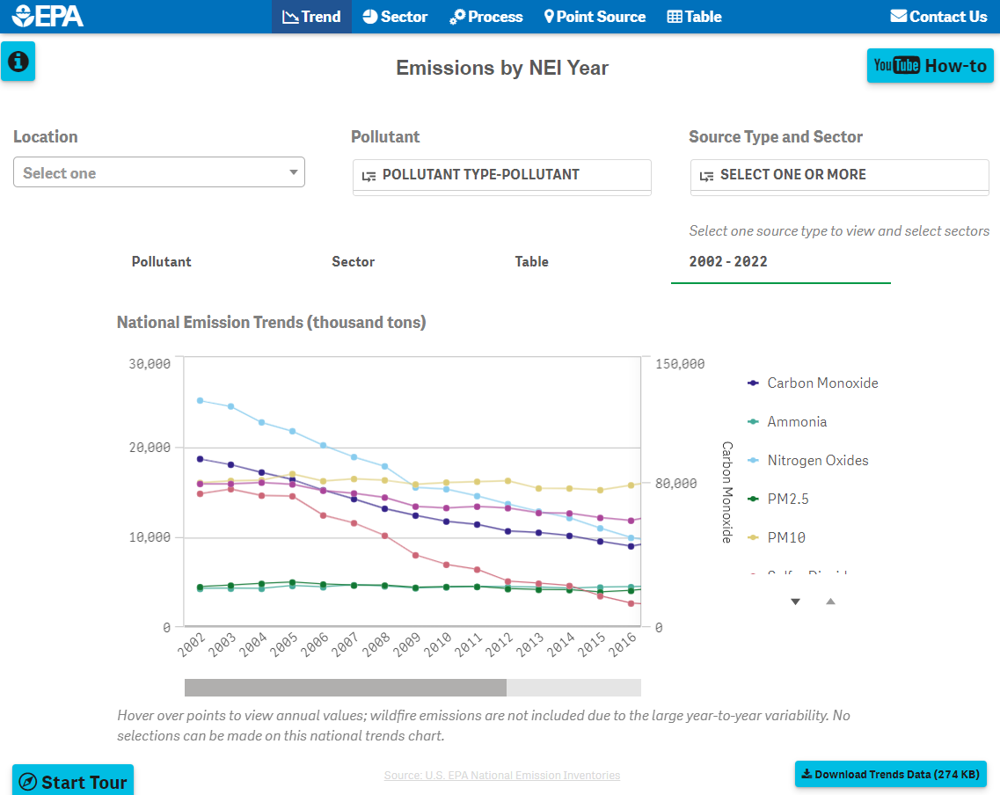 EPA
Trend
Sector
Process
Point Source
Table
Contact Us
Emissions by NEI Year
You Tube How-to
Location
Pollutant
Source Type and Sector
Select one
POLLUTANT TYPE-POLLUTANT
SELECT ONE OR MORE
Select one source type to view and select sectors
Pollutant
Sector
Table
2002 - 2022
National Emission Trends (thousand tons)
30,000
20,000
10,000
0
150,000
80,000
0
Carbon Monoxide
2002 2003 2004 2005 2006 2007 2008 2009 2010 2011 2012 2013 2014 2015 2016
Carbon Monoxide
Ammonia
Nitrogen Oxides
PM2.5
PM10
Hover over points to view annual values; wildfire emissions are not included due to the large year-to-year variability. No
selections can be made on this national trends chart.
Start Tour
Source: U.S. EPA National Emission Inventories
Download Trends Data (274 KB)